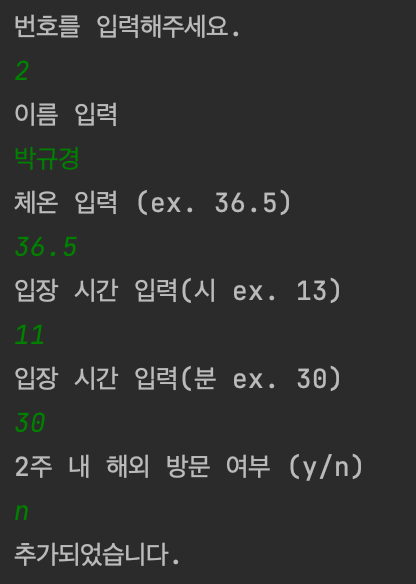 번호를 입력해주세요.
2
이름 입력
박규경
체온 입력 (ex. 36.5)
36.5
입장 시간 입력(시 ex. 13)
11
입장 시간 입력(분 ex. 30)
30
2주 내 해외 방문 여부 (y/n)
n
추가되었습니다.